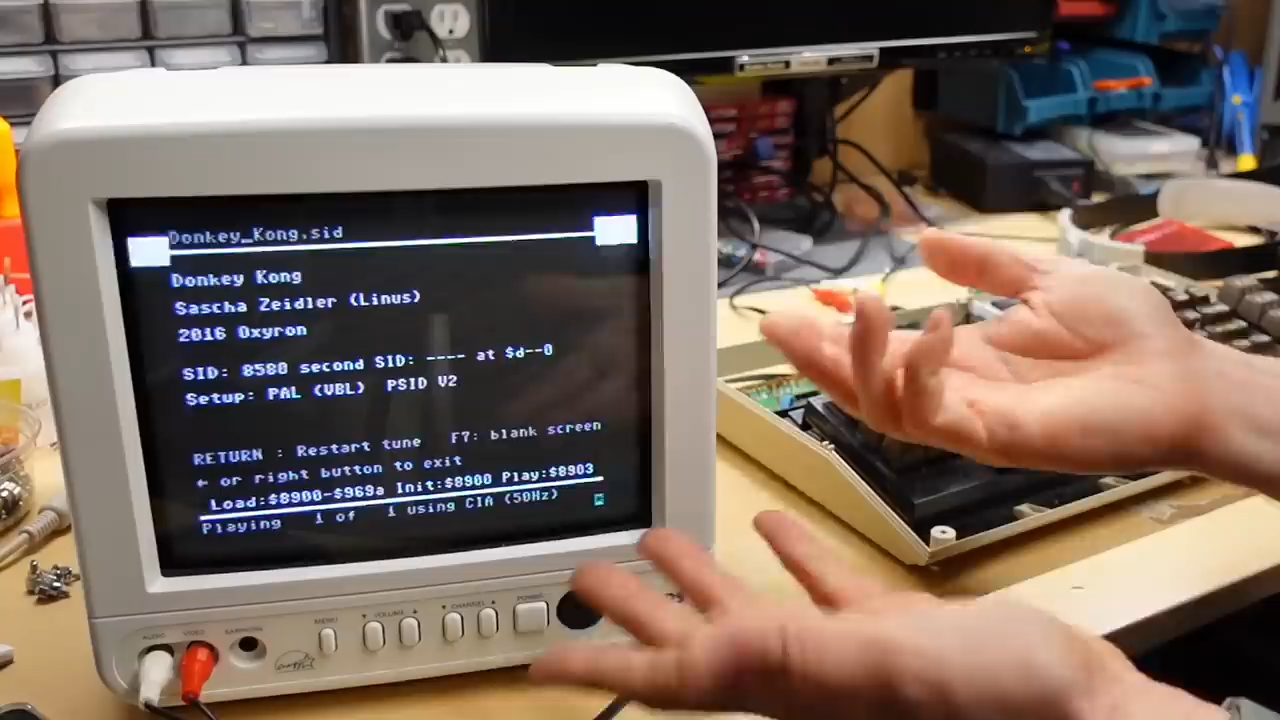 Donkey_Kong.sid
Donkey Kong
Sascha Zeidler (Linus)
2016 Oxyron
SID: 8580 second SID: ---- at $d--0
Setup: PAL (VBL) PSID V2
RETURN : Restart tune F7: blank screen
← or right button to exit
Load:$8900-$969a Init:$8900 Play:$8903
Playing 1 of 1 using CIA (50Hz)
AUDIO VIDEO EARPHONE MENU ▼ VOLUME ▲ ▼ CHANNEL ▲ POWER